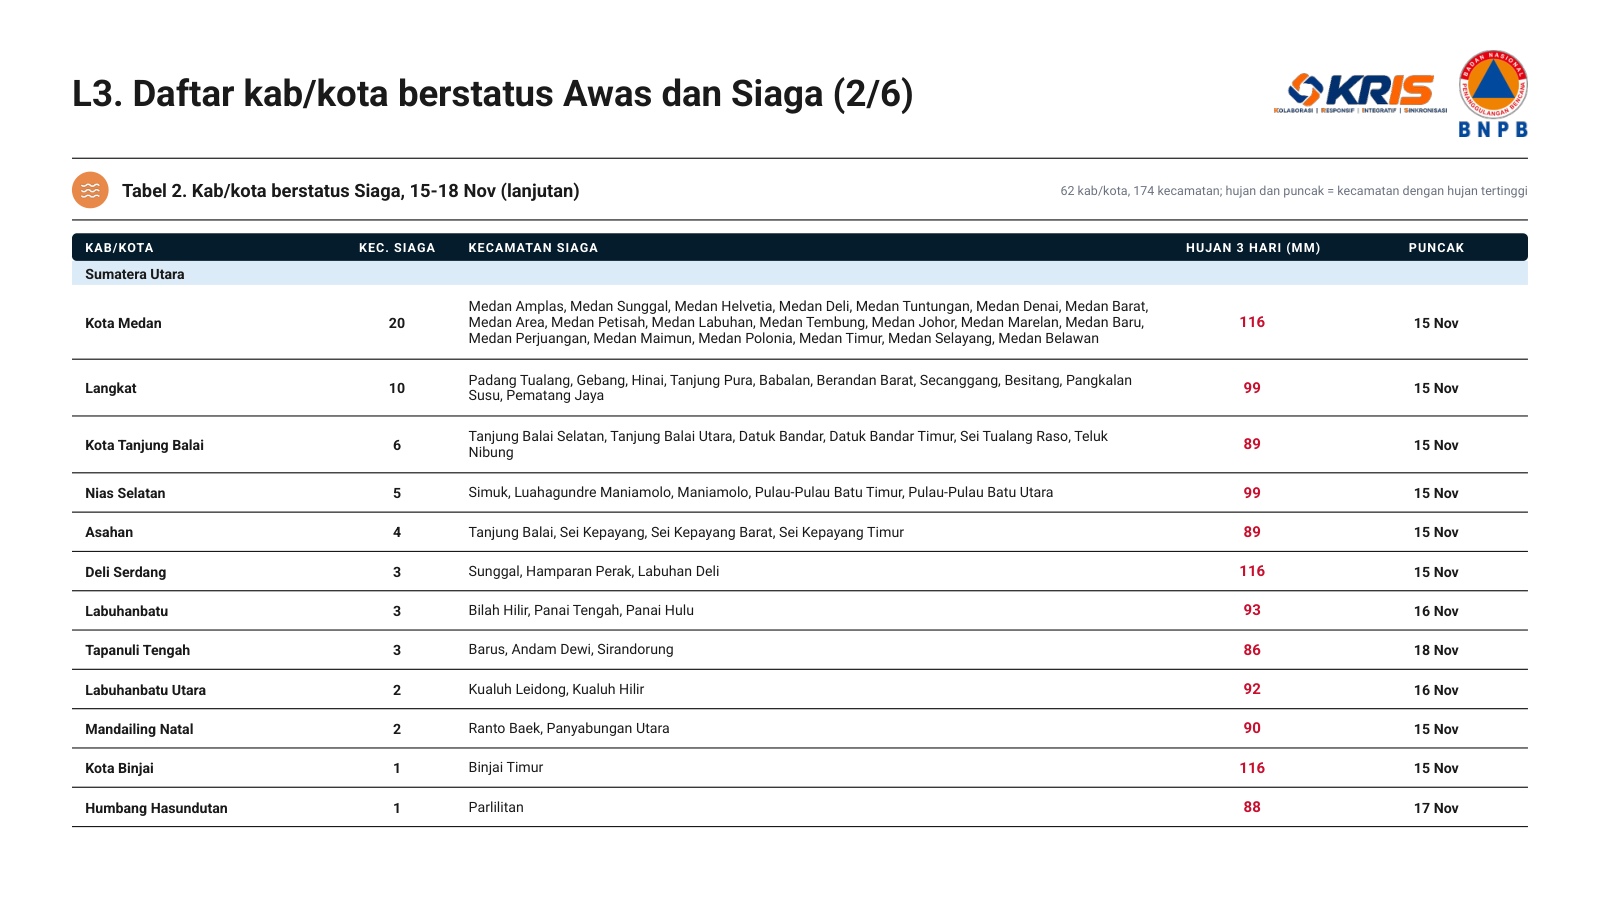 L3. Daftar kab/kota berstatus Awas dan Siaga (2/6)
KRIS
KOLABORASI | RESPONSIF | INTEGRATIF | SINKRONISASI
BADAN NASIONAL
PENANGGULANGAN BENCANA
BNPB
Tabel 2. Kab/kota berstatus Siaga, 15-18 Nov (lanjutan)
62 kab/kota, 174 kecamatan; hujan dan puncak = kecamatan dengan hujan tertinggi
KAB/KOTA KEC. SIAGA KECAMATAN SIAGA HUJAN 3 HARI (MM) PUNCAK
Sumatera Utara
Kota Medan 20 Medan Amplas, Medan Sunggal, Medan Helvetia, Medan Deli, Medan Tuntungan, Medan Denai, Medan Barat,
Medan Area, Medan Petisah, Medan Labuhan, Medan Tembung, Medan Johor, Medan Marelan, Medan Baru,
Medan Perjuangan, Medan Maimun, Medan Polonia, Medan Timur, Medan Selayang, Medan Belawan
116 15 Nov
Langkat 10 Padang Tualang, Gebang, Hinai, Tanjung Pura, Babalan, Berandan Barat, Secanggang, Besitang, Pangkalan
Susu, Pematang Jaya
99 15 Nov
Kota Tanjung Balai 6 Tanjung Balai Selatan, Tanjung Balai Utara, Datuk Bandar, Datuk Bandar Timur, Sei Tualang Raso, Teluk
Nibung
89 15 Nov
Nias Selatan 5 Simuk, Luahagundre Maniamolo, Maniamolo, Pulau-Pulau Batu Timur, Pulau-Pulau Batu Utara 99 15 Nov
Asahan 4 Tanjung Balai, Sei Kepayang, Sei Kepayang Barat, Sei Kepayang Timur 89 15 Nov
Deli Serdang 3 Sunggal, Hamparan Perak, Labuhan Deli 116 15 Nov
Labuhanbatu 3 Bilah Hilir, Panai Tengah, Panai Hulu 93 16 Nov
Tapanuli Tengah 3 Barus, Andam Dewi, Sirandorung 86 18 Nov
Labuhanbatu Utara 2 Kualuh Leidong, Kualuh Hilir 92 16 Nov
Mandailing Natal 2 Ranto Baek, Panyabungan Utara 90 15 Nov
Kota Binjai 1 Binjai Timur 116 15 Nov
Humbang Hasundutan 1 Parlilitan 88 17 Nov